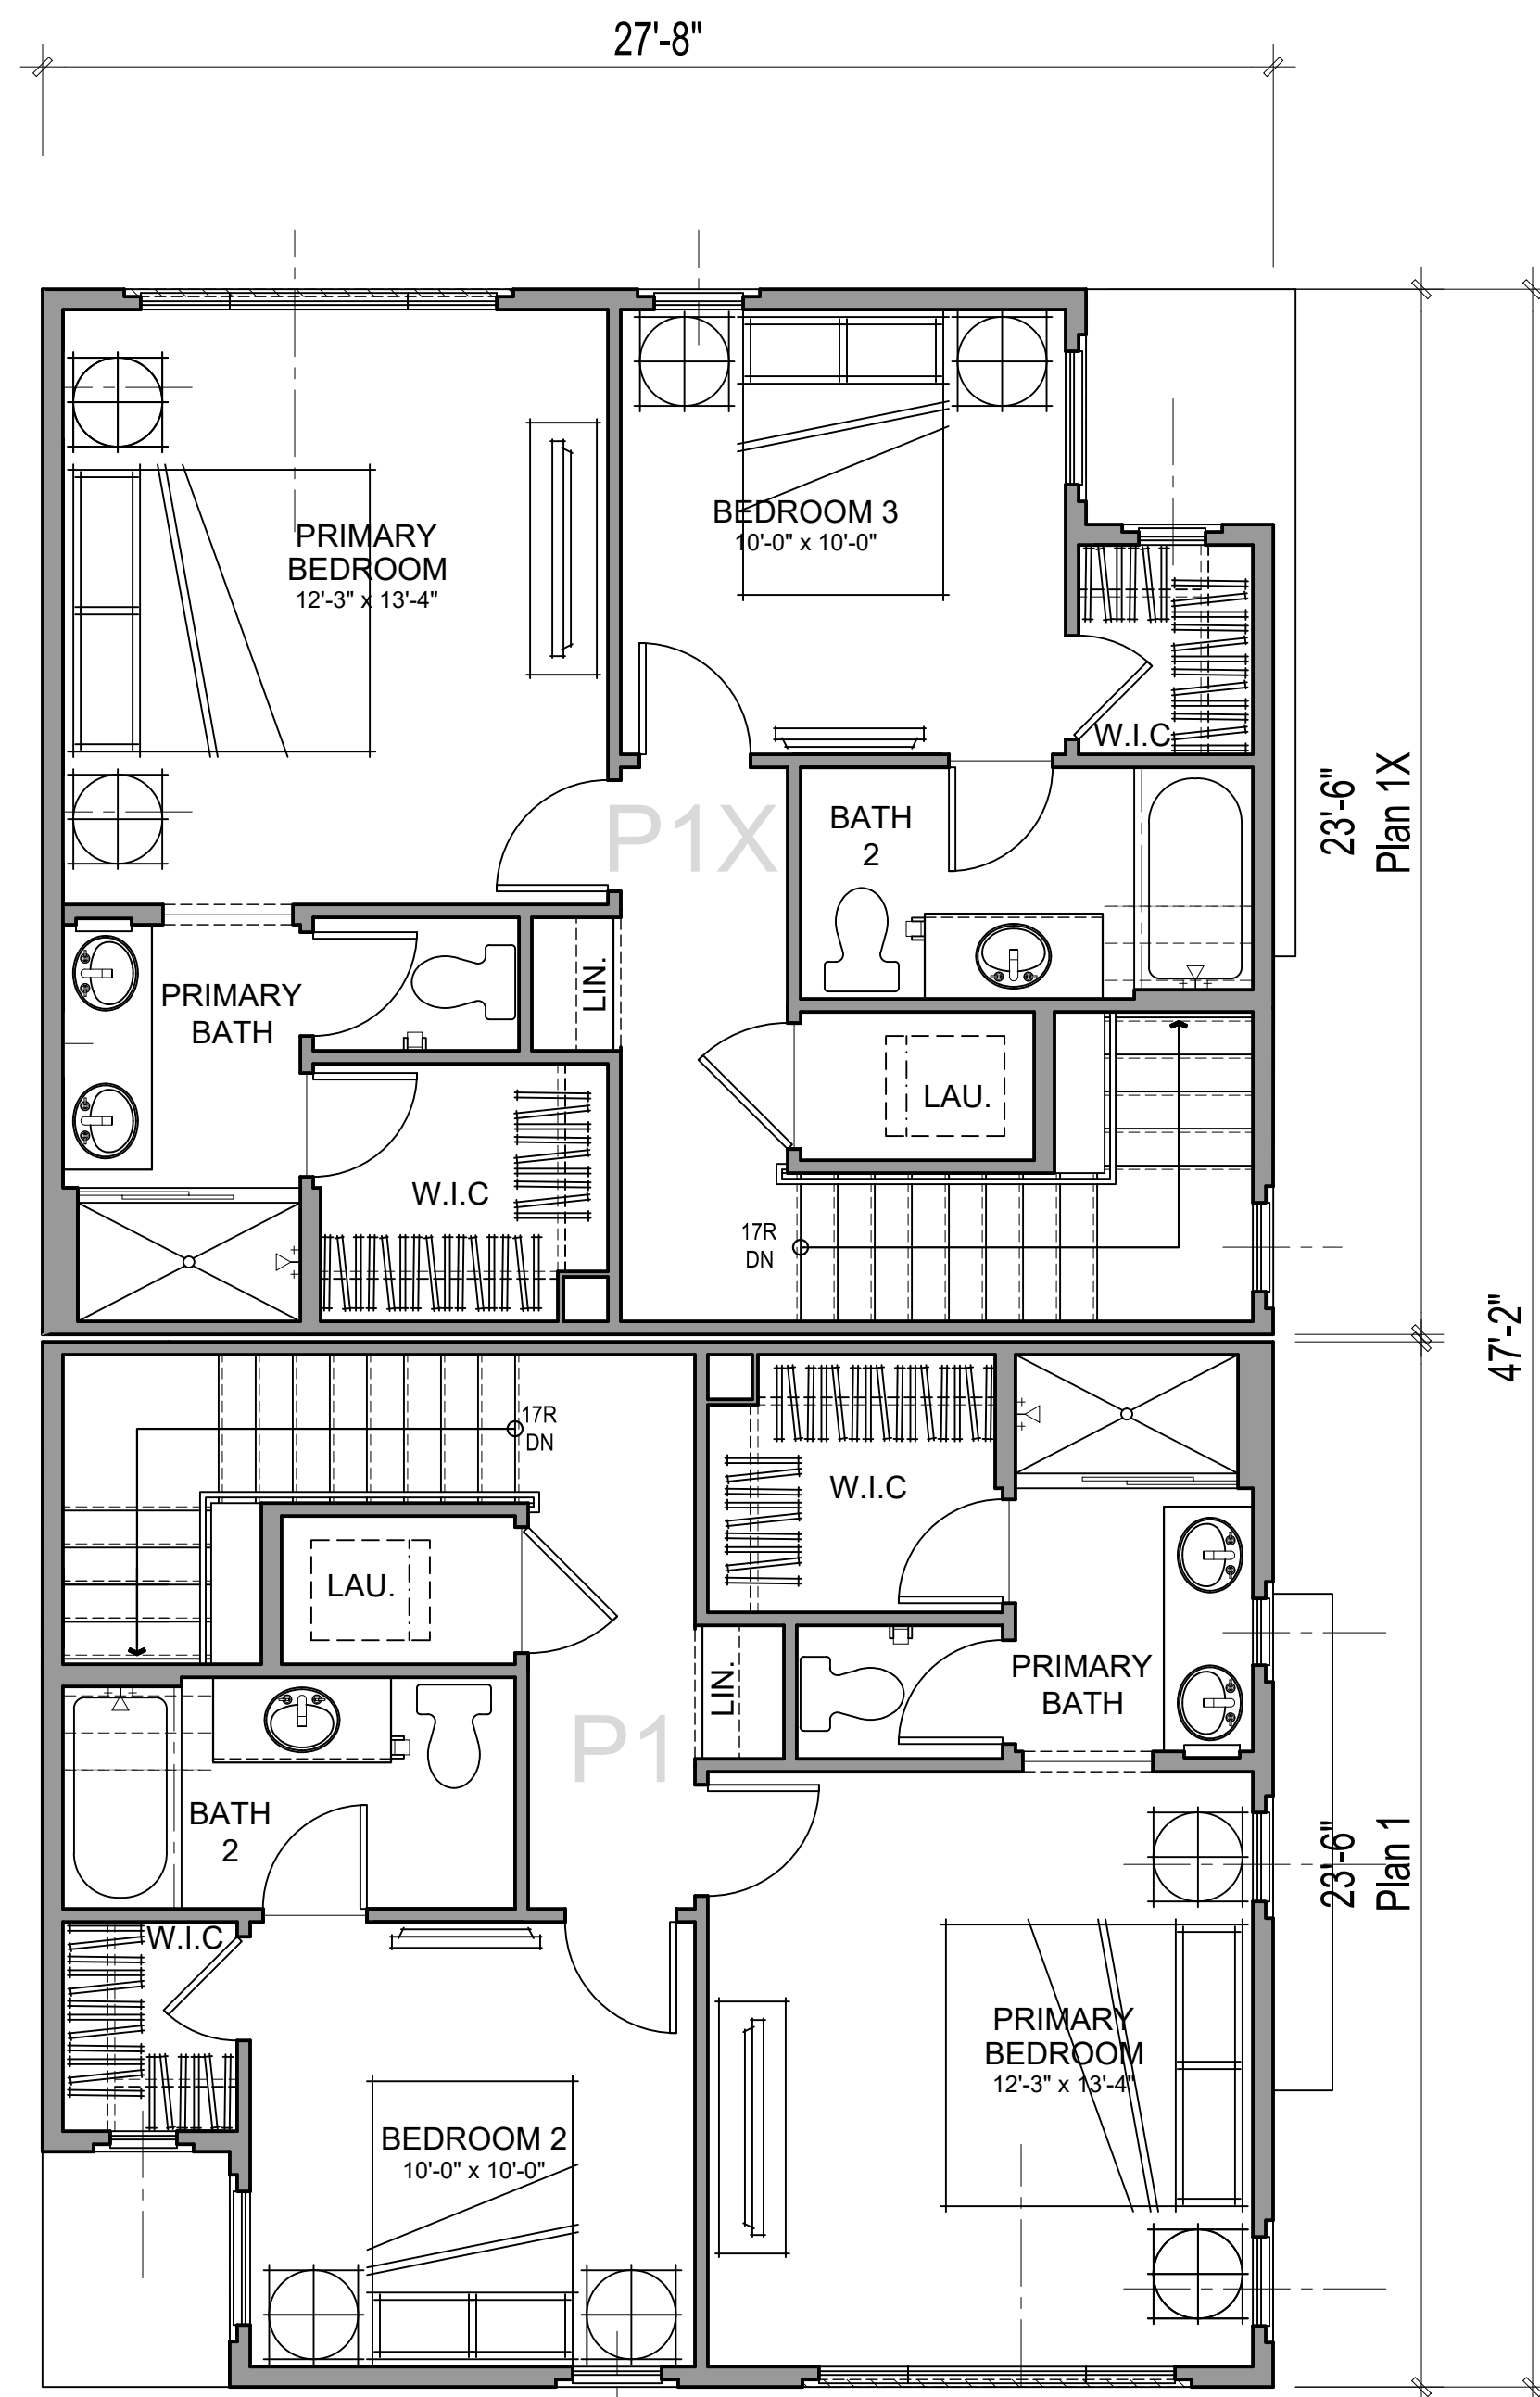 27'-8"
PRIMARY
BEDROOM
12'-3" x 13'-4"
BEDROOM 3
10'-0" x 10'-0"
W.I.C
23'-6"
Plan 1X
P1X
BATH
2
PRIMARY
BATH
LIN.
LAU.
W.I.C
17R
DN
47'-2"
17R
DN
W.I.C
LAU.
PRIMARY
BATH
LIN.
P1
BATH
2
23'-6"
Plan 1
W.I.C
PRIMARY
BEDROOM
12'-3" x 13'-4"
BEDROOM 2
10'-0" x 10'-0"